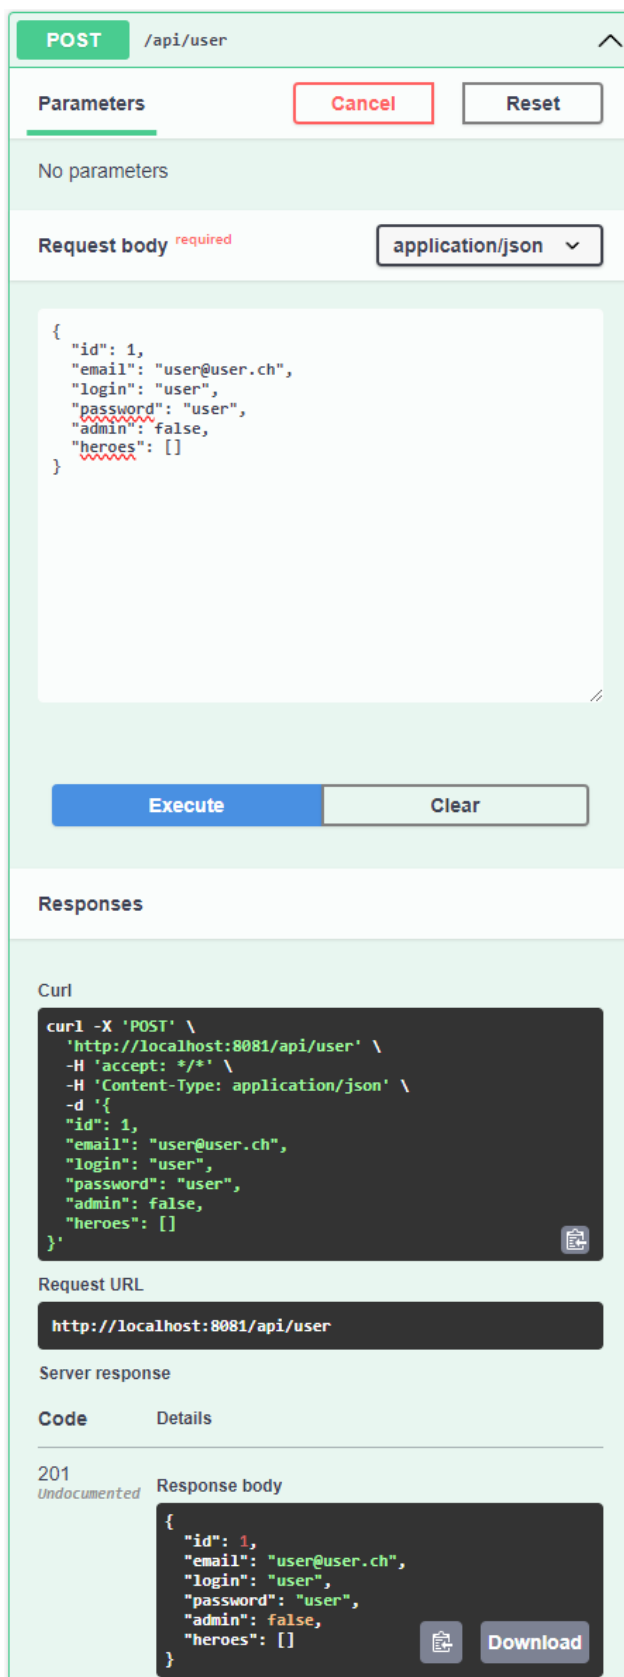 POST /api/user
Parameters Cancel Reset
No parameters
Request body required application/json
{
  "id": 1,
  "email": "user@user.ch",
  "login": "user",
  "password": "user",
  "admin": false,
  "heroes": []
}
Execute Clear
Responses
Curl
curl -X 'POST' \
  'http://localhost:8081/api/user' \
  -H 'accept: */*' \
  -H 'Content-Type: application/json' \
  -d '{
  "id": 1,
  "email": "user@user.ch",
  "login": "user",
  "password": "user",
  "admin": false,
  "heroes": []
}'
Request URL
http://localhost:8081/api/user
Server response
Code Details
201
Undocumented
Response body
{
  "id": 1,
  "email": "user@user.ch",
  "login": "user",
  "password": "user",
  "admin": false,
  "heroes": []
}
Download